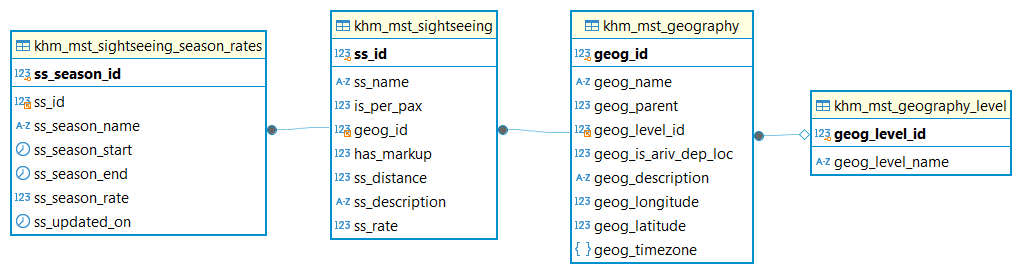 khm_mst_sightseeing_season_rates
123 ss_season_id
123 ss_id
A-Z ss_season_name
ss_season_start
ss_season_end
123 ss_season_rate
ss_updated_on
khm_mst_sightseeing
123 ss_id
A-Z ss_name
123 is_per_pax
123 geog_id
123 has_markup
123 ss_distance
A-Z ss_description
123 ss_rate
khm_mst_geography
123 geog_id
A-Z geog_name
123 geog_parent
123 geog_level_id
123 geog_is_ariv_dep_loc
A-Z geog_description
123 geog_longitude
123 geog_latitude
{ } geog_timezone
khm_mst_geography_level
123 geog_level_id
A-Z geog_level_name